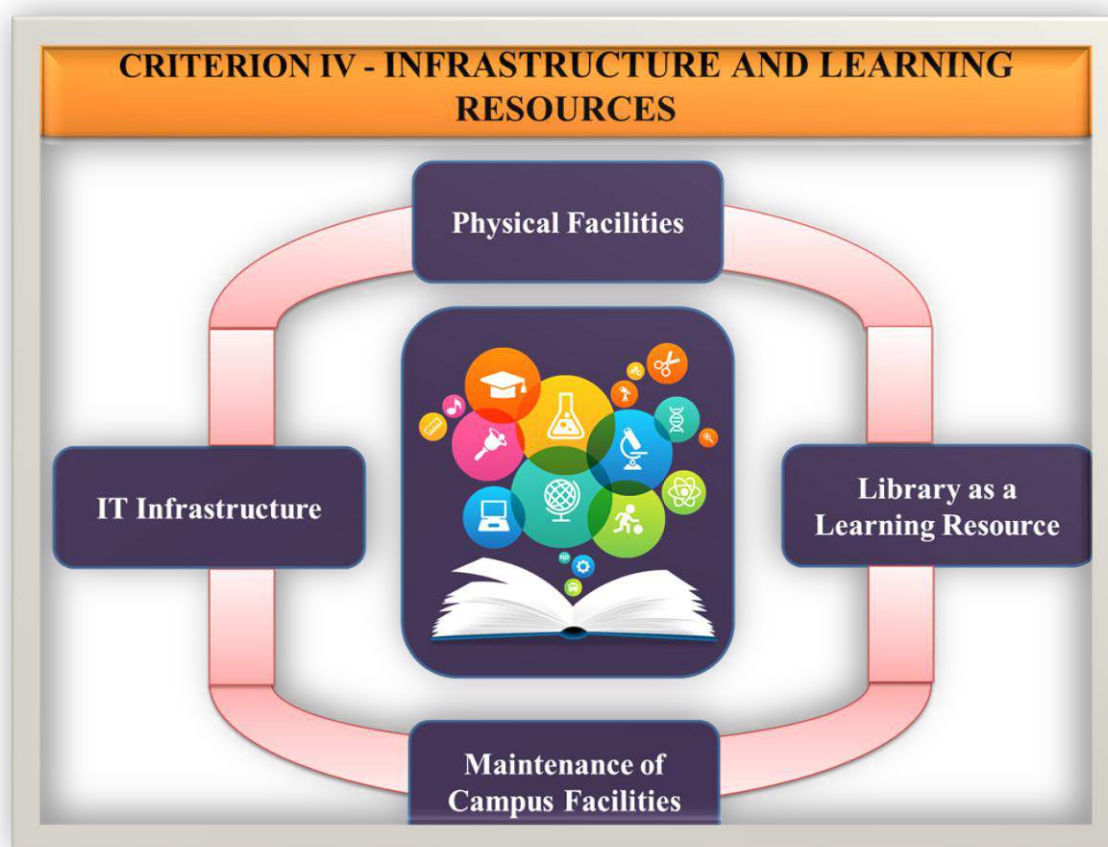 CRITERION IV - INFRASTRUCTURE AND LEARNING
RESOURCES
Physical Facilities
IT Infrastructure
Library as a
Learning Resource
Maintenance of
Campus Facilities